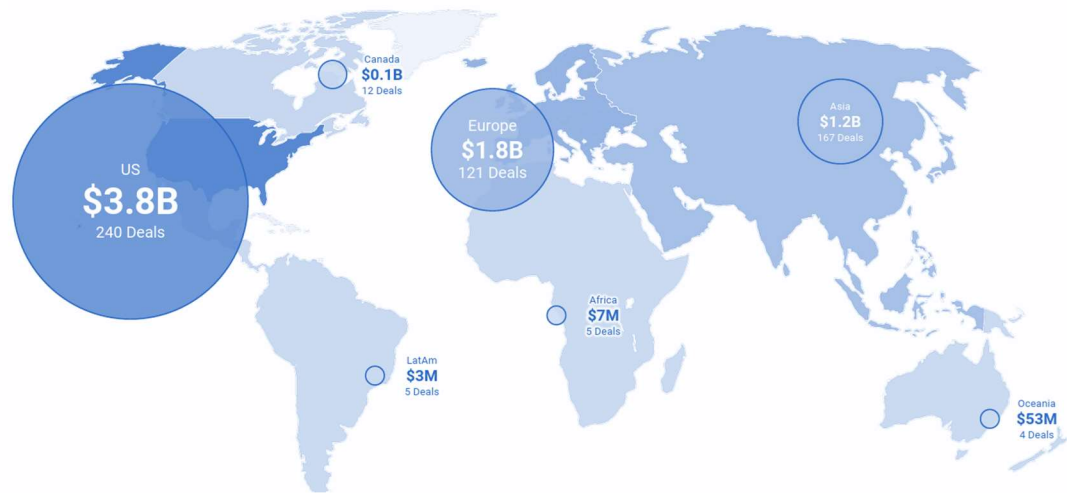 Canada
$0.1B
12 Deals
US
$3.8B
240 Deals
Europe
$1.8B
121 Deals
Asia
$1.2B
167 Deals
Africa
$7M
5 Deals
LatAm
$3M
5 Deals
Oceania
$53M
4 Deals